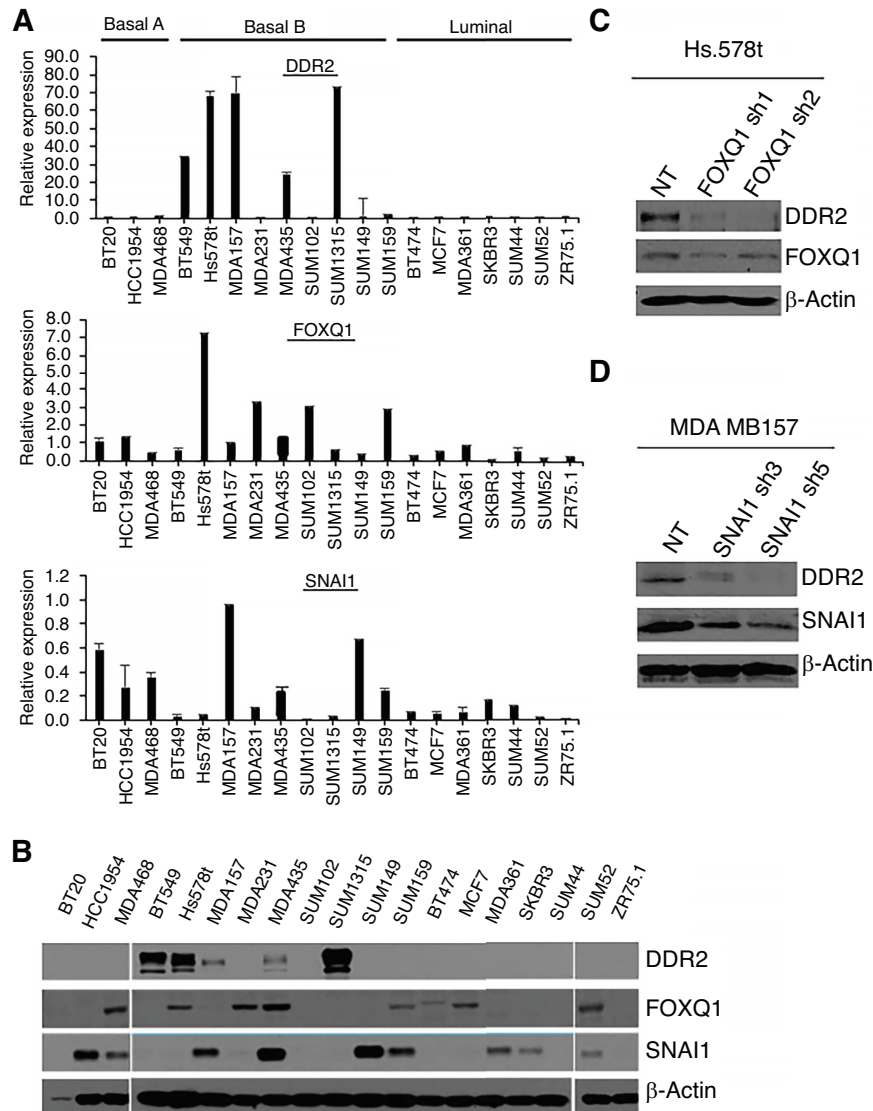 A
Basal A
Basal B
Luminal
DDR2
Relative expression
90.0
80.0
70.0
60.0
50.0
40.0
30.0
20.0
10.0
0.0
BT20
HCC1954
MDA468
BT549
Hs578t
MDA157
MDA231
MDA435
SUM102
SUM1315
SUM149
SUM159
BT474
MCF7
MDA361
SKBR3
SUM44
SUM52
ZR75.1
FOXQ1
Relative expression
8.0
7.0
6.0
5.0
4.0
3.0
2.0
1.0
0.0
BT20
HCC1954
MDA468
BT549
Hs578t
MDA157
MDA231
MDA435
SUM102
SUM1315
SUM149
SUM159
BT474
MCF7
MDA361
SKBR3
SUM44
SUM52
ZR75.1
SNAI1
Relative expression
1.2
1.0
0.8
0.6
0.4
0.2
0.0
BT20
HCC1954
MDA468
BT549
Hs578t
MDA157
MDA231
MDA435
SUM102
SUM1315
SUM149
SUM159
BT474
MCF7
MDA361
SKBR3
SUM44
SUM52
ZR75.1
B
BT20
HCC1954
MDA468
BT549
Hs578t
MDA157
MDA231
MDA435
SUM102
SUM1315
SUM149
SUM159
BT474
MCF7
MDA361
SKBR3
SUM44
SUM52
ZR75.1
DDR2
FOXQ1
SNAI1
β-Actin
C
Hs.578t
NT
FOXQ1 sh1
FOXQ1 sh2
DDR2
FOXQ1
β-Actin
D
MDA MB157
NT
SNAI1 sh3
SNAI1 sh5
DDR2
SNAI1
β-Actin